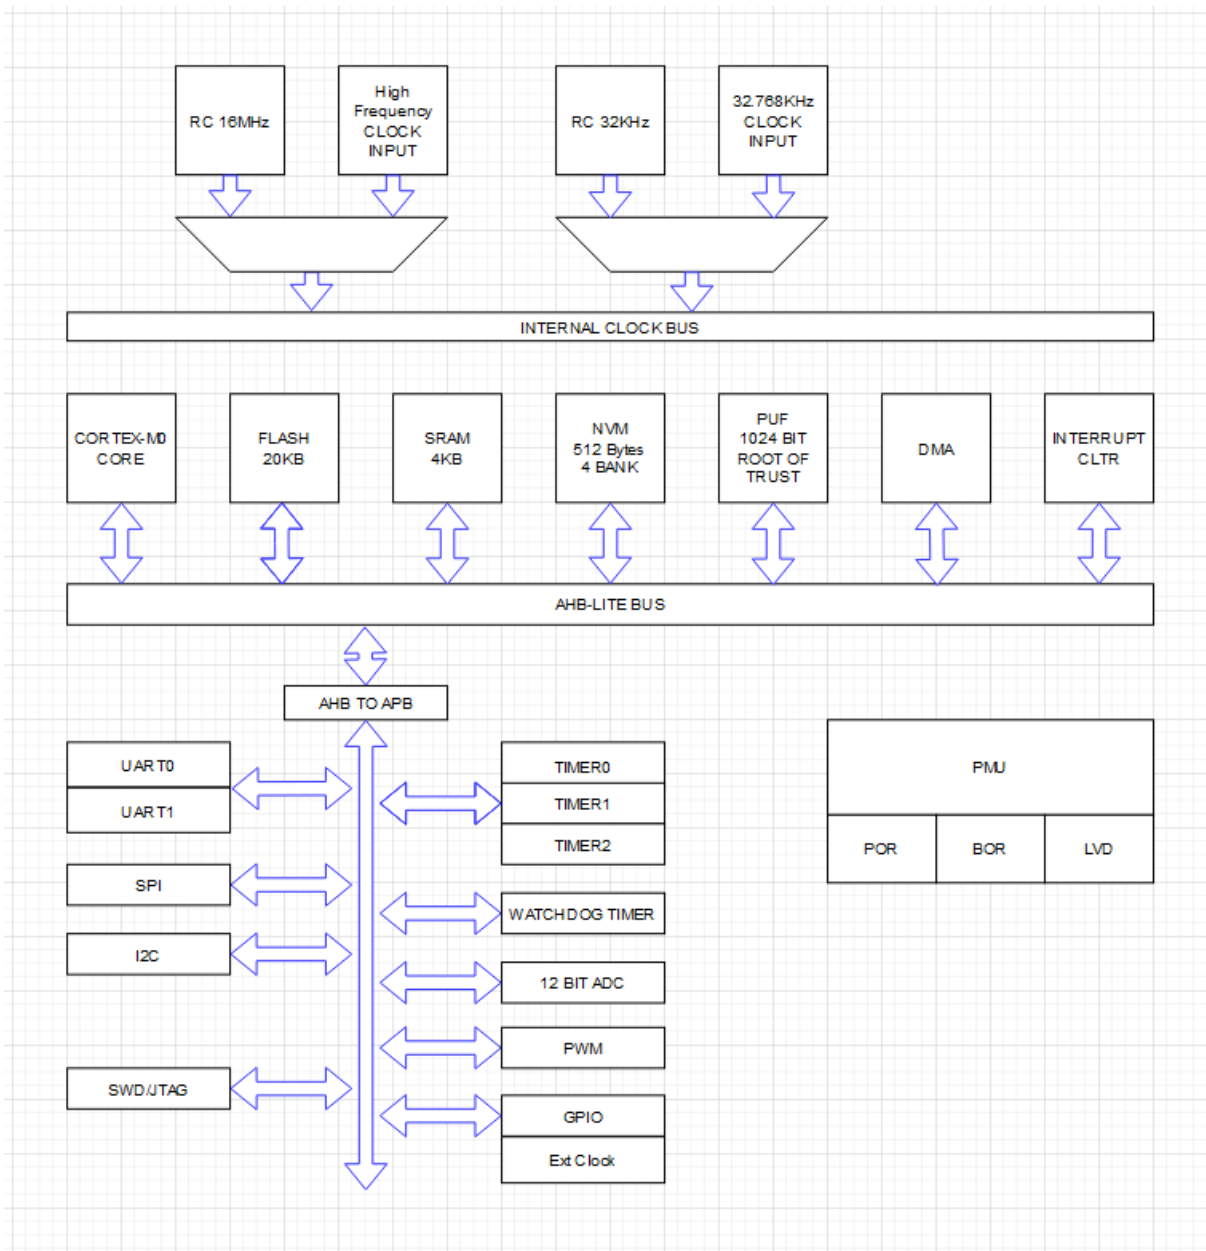 RC 16MHz
High
Frequency
CLOCK
INPUT
RC 32KHz
32.768KHz
CLOCK
INPUT
INTERNAL CLOCK BUS
CORTEX-M0
CORE
FLASH
20KB
SRAM
4KB
NVM
512 Bytes
4 BANK
PUF
1024 BIT
ROOT OF
TRUST
DMA
INTERRUPT
CLTR
AHB-LITE BUS
AHB TO APB
UART0
UART1
SPI
I2C
SWD/JTAG
TIMER0
TIMER1
TIMER2
WATCHDOG TIMER
12 BIT ADC
PWM
GPIO
Ext Clock
PMU
POR
BOR
LVD